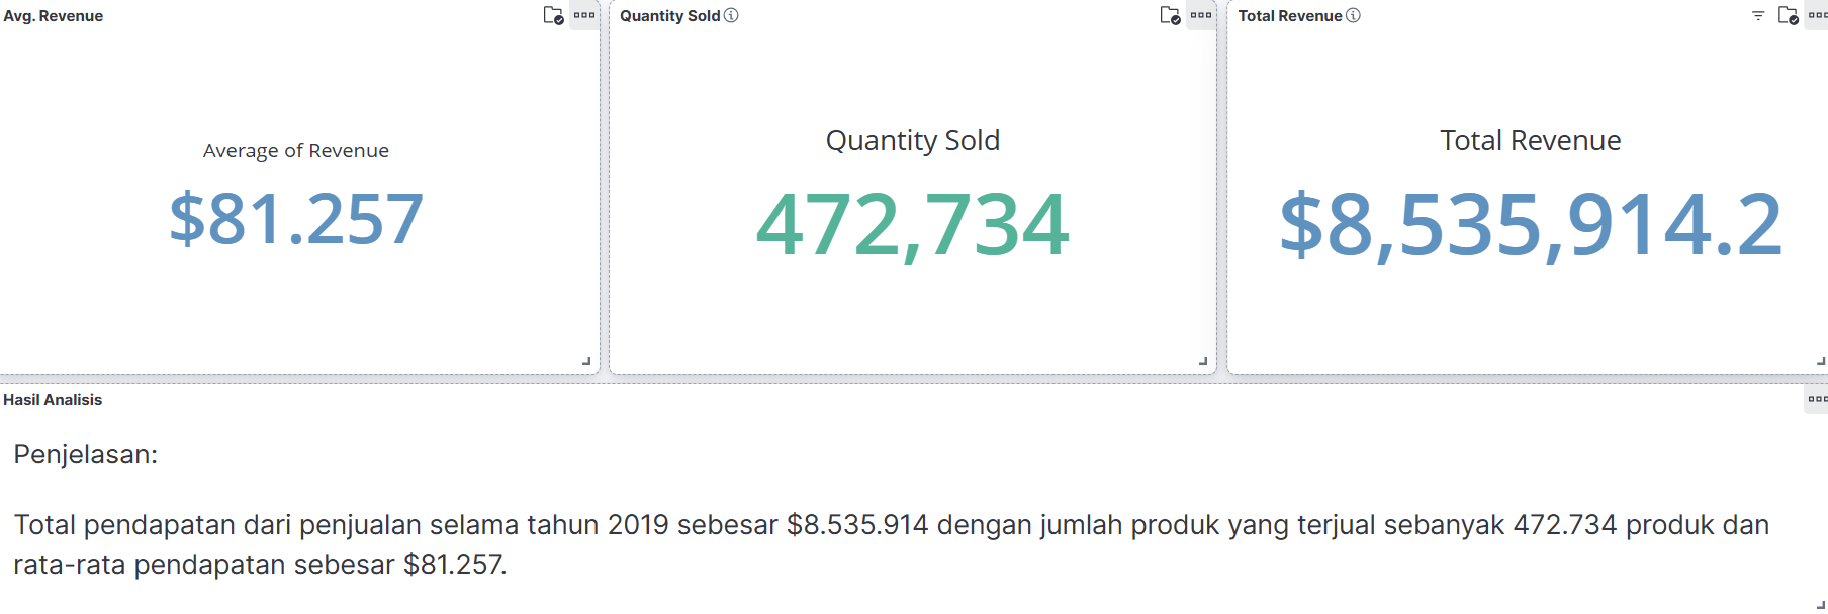 Avg. Revenue
Quantity Sold
Total Revenue
Average of Revenue
$81.257
Quantity Sold
472,734
Total Revenue
$8,535,914.2
Hasil Analisis
Penjelasan:
Total pendapatan dari penjualan selama tahun 2019 sebesar $8.535.914 dengan jumlah produk yang terjual sebanyak 472.734 produk dan
rata-rata pendapatan sebesar $81.257.